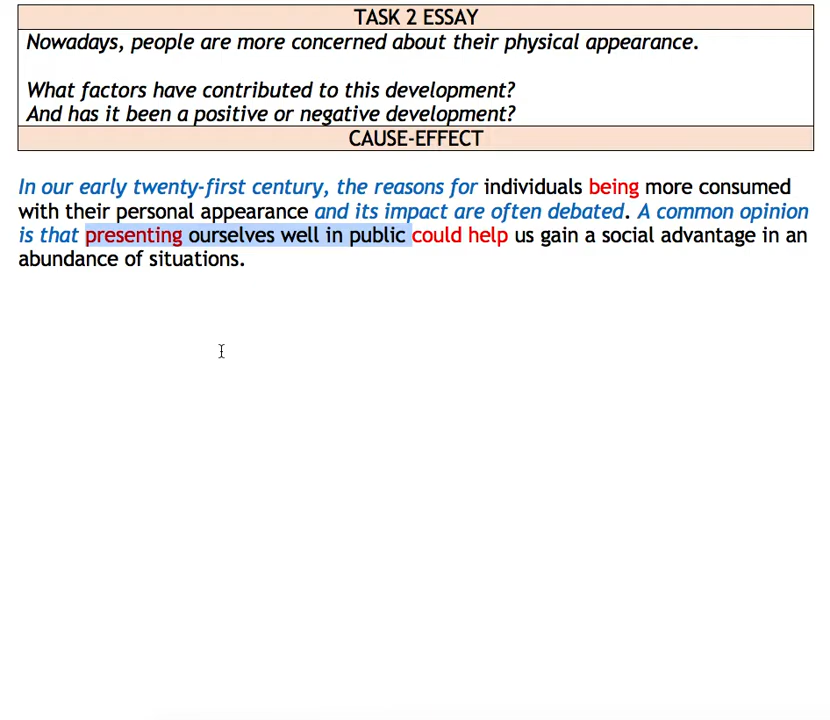 TASK 2 ESSAY
Nowadays, people are more concerned about their physical appearance.
What factors have contributed to this development?
And has it been a positive or negative development?
CAUSE-EFFECT
In our early twenty-first century, the reasons for individuals being more consumed
with their personal appearance and its impact are often debated. A common opinion
is that presenting ourselves well in public could help us gain a social advantage in an
abundance of situations.